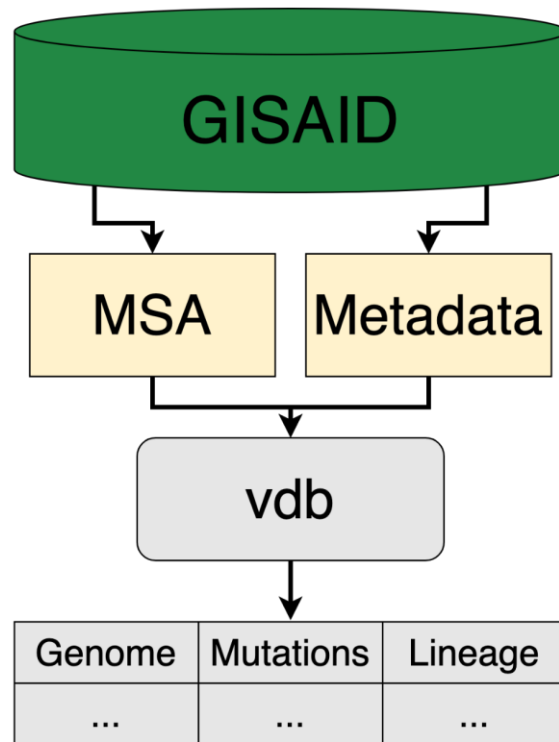 GISAID
MSA
Metadata
vdb
Genome Mutations Lineage
... ... ...